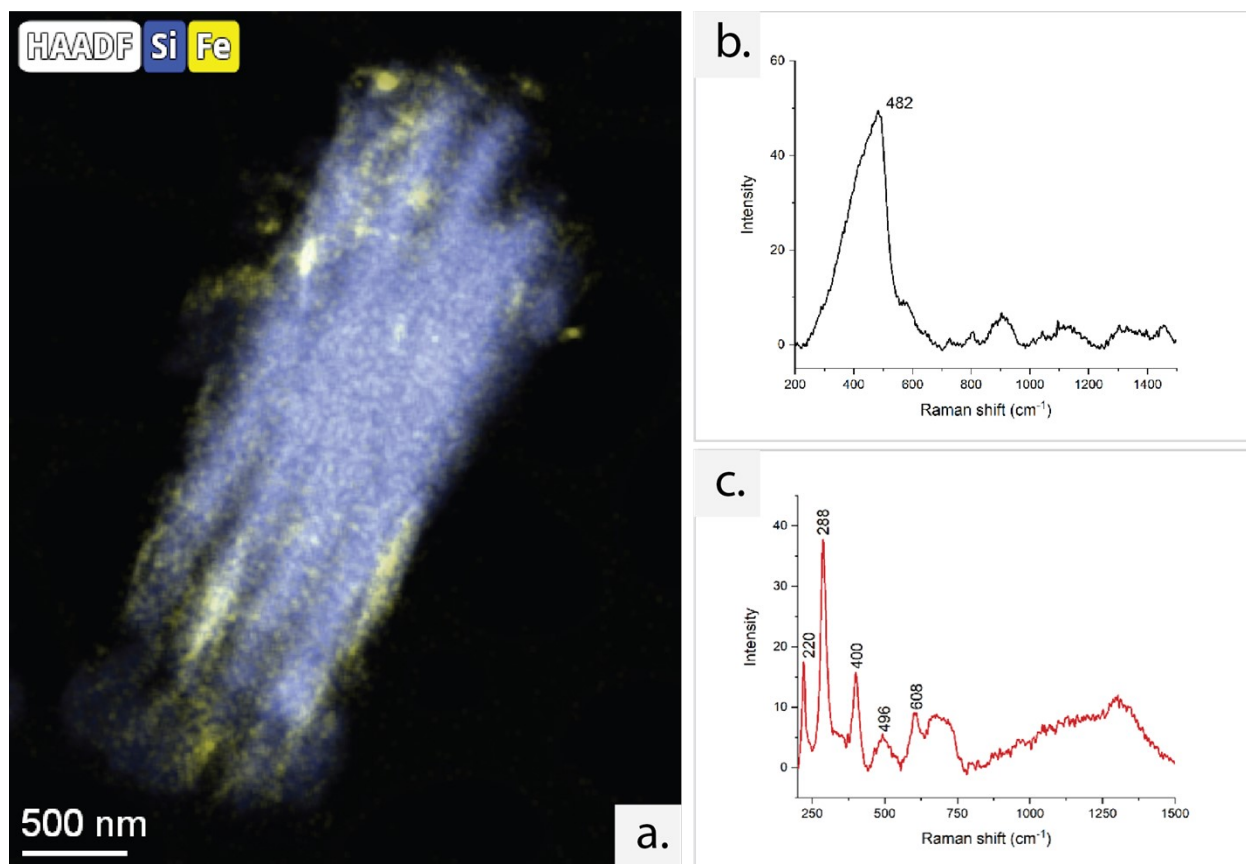 HAADF Si Fe
500 nm
a.
b.
60
40
20
0
Intensity
482
200 400 600 800 1000 1200 1400
Raman shift (cm⁻¹)
c.
40
30
20
10
0
Intensity
220
288
400
496
608
250 500 750 1000 1250 1500
Raman shift (cm⁻¹)